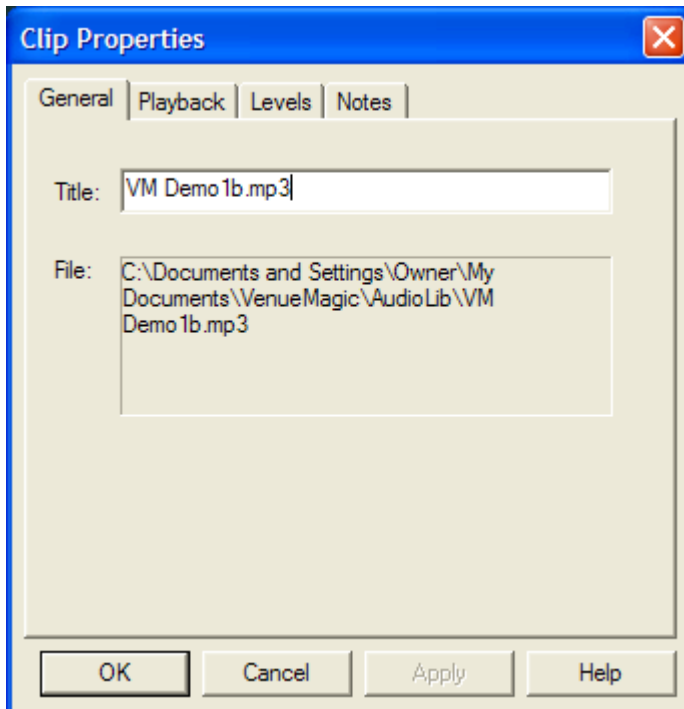 Clip Properties
General Playback Levels Notes
Title: VM Demo1b.mp3
File: C:\Documents and Settings\Owner\My
Documents\VenueMagic\AudioLib\VM
Demo1b.mp3
OK Cancel Apply Help